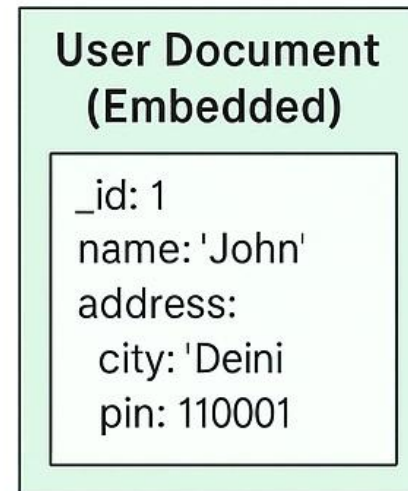 User Document
(Embedded)
_id: 1
name: 'John'
address:
city: 'Deini
pin: 110001